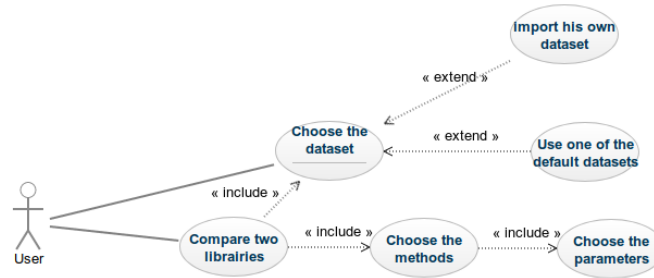 import his own
dataset
« extend »
Choose the
dataset
« extend »
Use one of the
default datasets
« include »
User
Compare two
librairies
« include »
Choose the
methods
« include »
Choose the
parameters